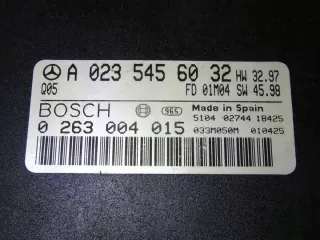 A 023 545 60 32 HW 32.97
Q05 FD 01M04 SW 45.98
BOSCH 965 Made in Spain
5104 02744 18425
0 263 004 015 033M050M 010425